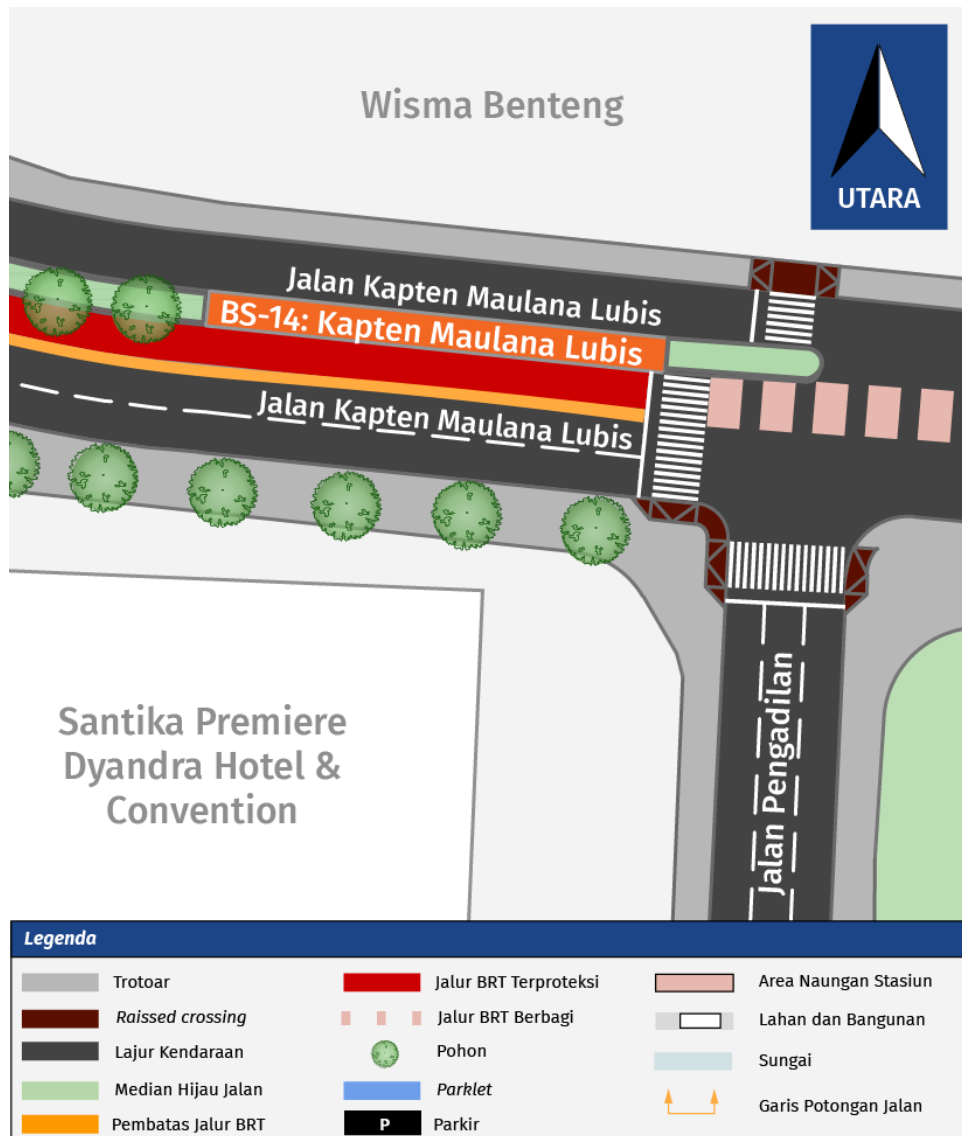 Wisma Benteng
UTARA
Jalan Kapten Maulana Lubis
BS-14: Kapten Maulana Lubis
Jalan Kapten Maulana Lubis
Jalan Pengadilan
Santika Premiere
Dyandra Hotel &
Convention
Legenda
Trotoar
Raissed crossing
Lajur Kendaraan
Median Hijau Jalan
Pembatas Jalur BRT
Jalur BRT Terproteksi
Jalur BRT Berbagi
Pohon
Parklet
P
Parkir
Area Naungan Stasiun
Lahan dan Bangunan
Sungai
Garis Potongan Jalan